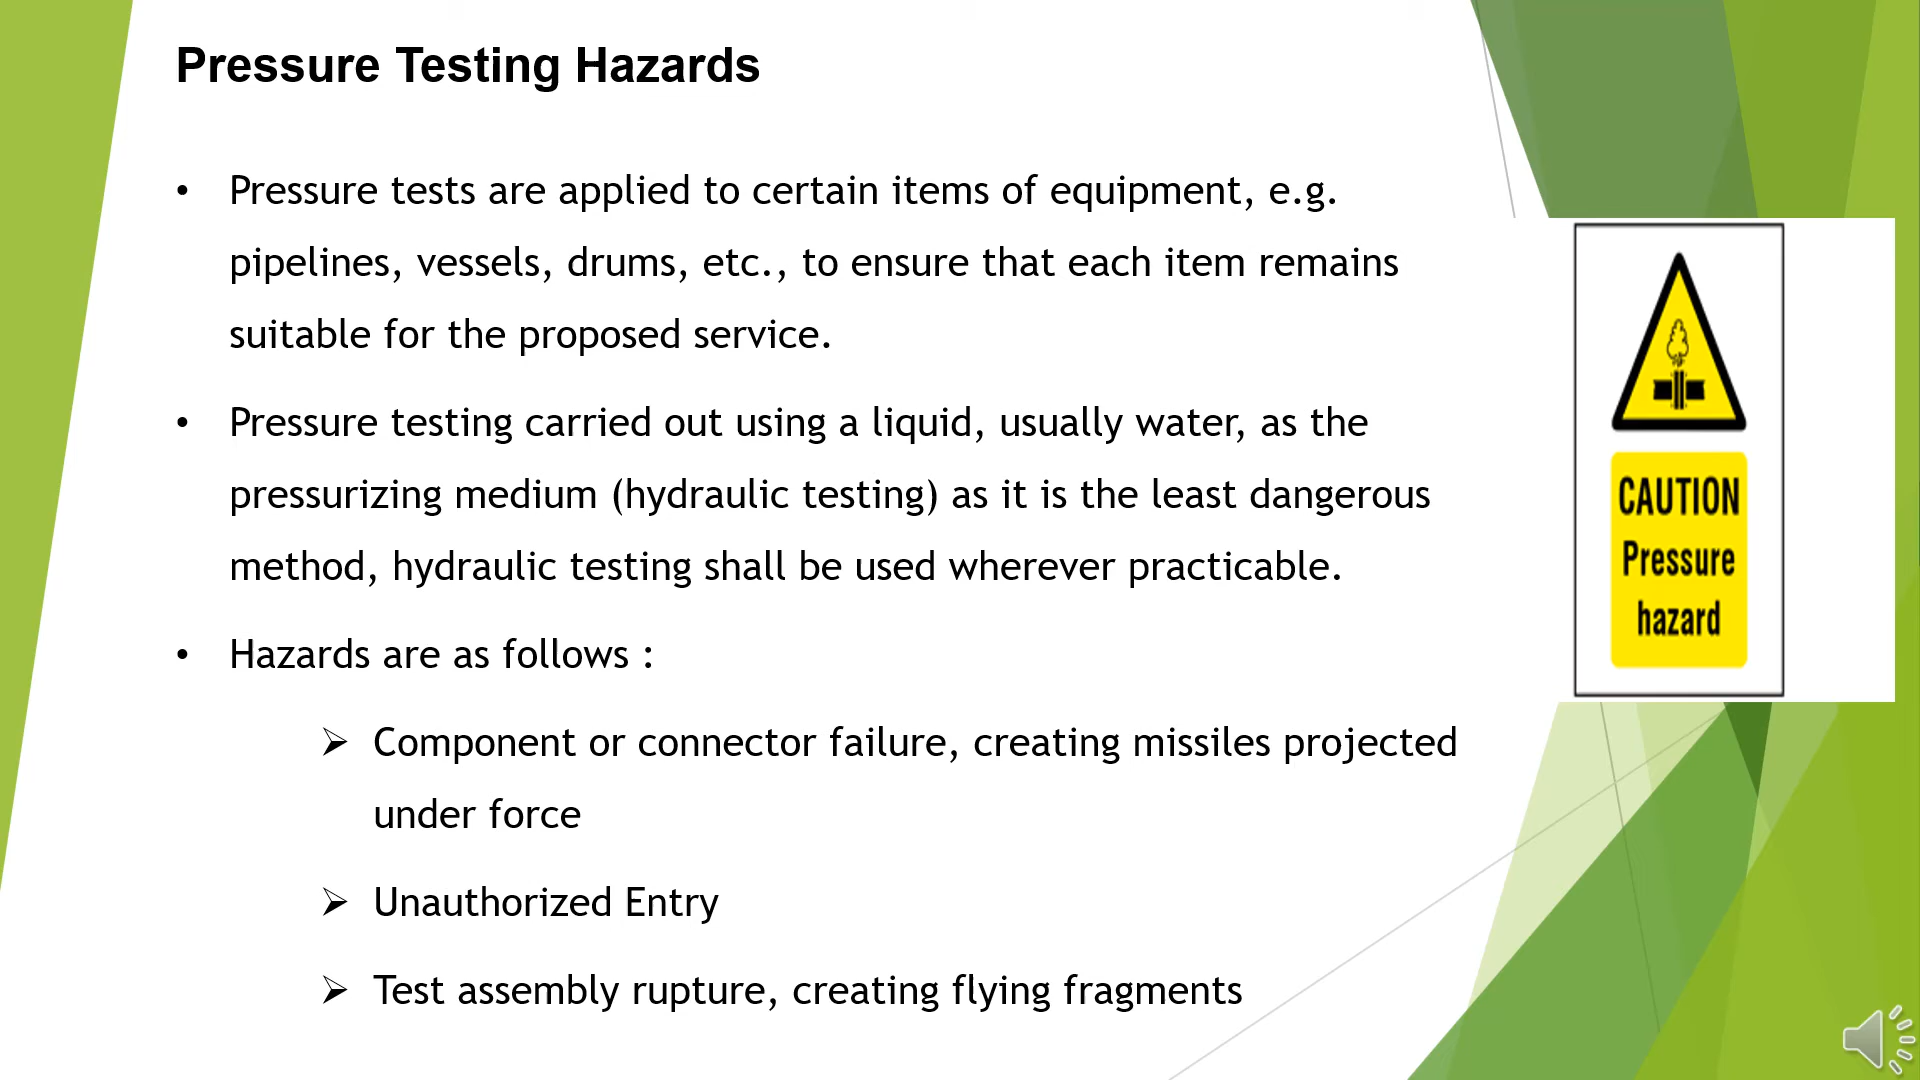 Pressure Testing Hazards
• Pressure tests are applied to certain items of equipment, e.g.
pipelines, vessels, drums, etc., to ensure that each item remains
suitable for the proposed service.
• Pressure testing carried out using a liquid, usually water, as the
pressurizing medium (hydraulic testing) as it is the least dangerous
method, hydraulic testing shall be used wherever practicable.
• Hazards are as follows :
➢ Component or connector failure, creating missiles projected
under force
➢ Unauthorized Entry
➢ Test assembly rupture, creating flying fragments
CAUTION
Pressure
hazard